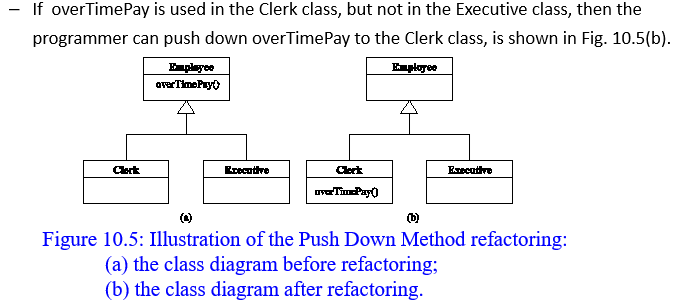 – If overTimePay is used in the Clerk class, but not in the Executive class, then the
programmer can push down overTimePay to the Clerk class, is shown in Fig. 10.5(b).
Employee
overTimePay()
Employee
Clerk
Executive
Clerk
overTimePay()
Executive
(a)
(b)
Figure 10.5: Illustration of the Push Down Method refactoring:
(a) the class diagram before refactoring;
(b) the class diagram after refactoring.